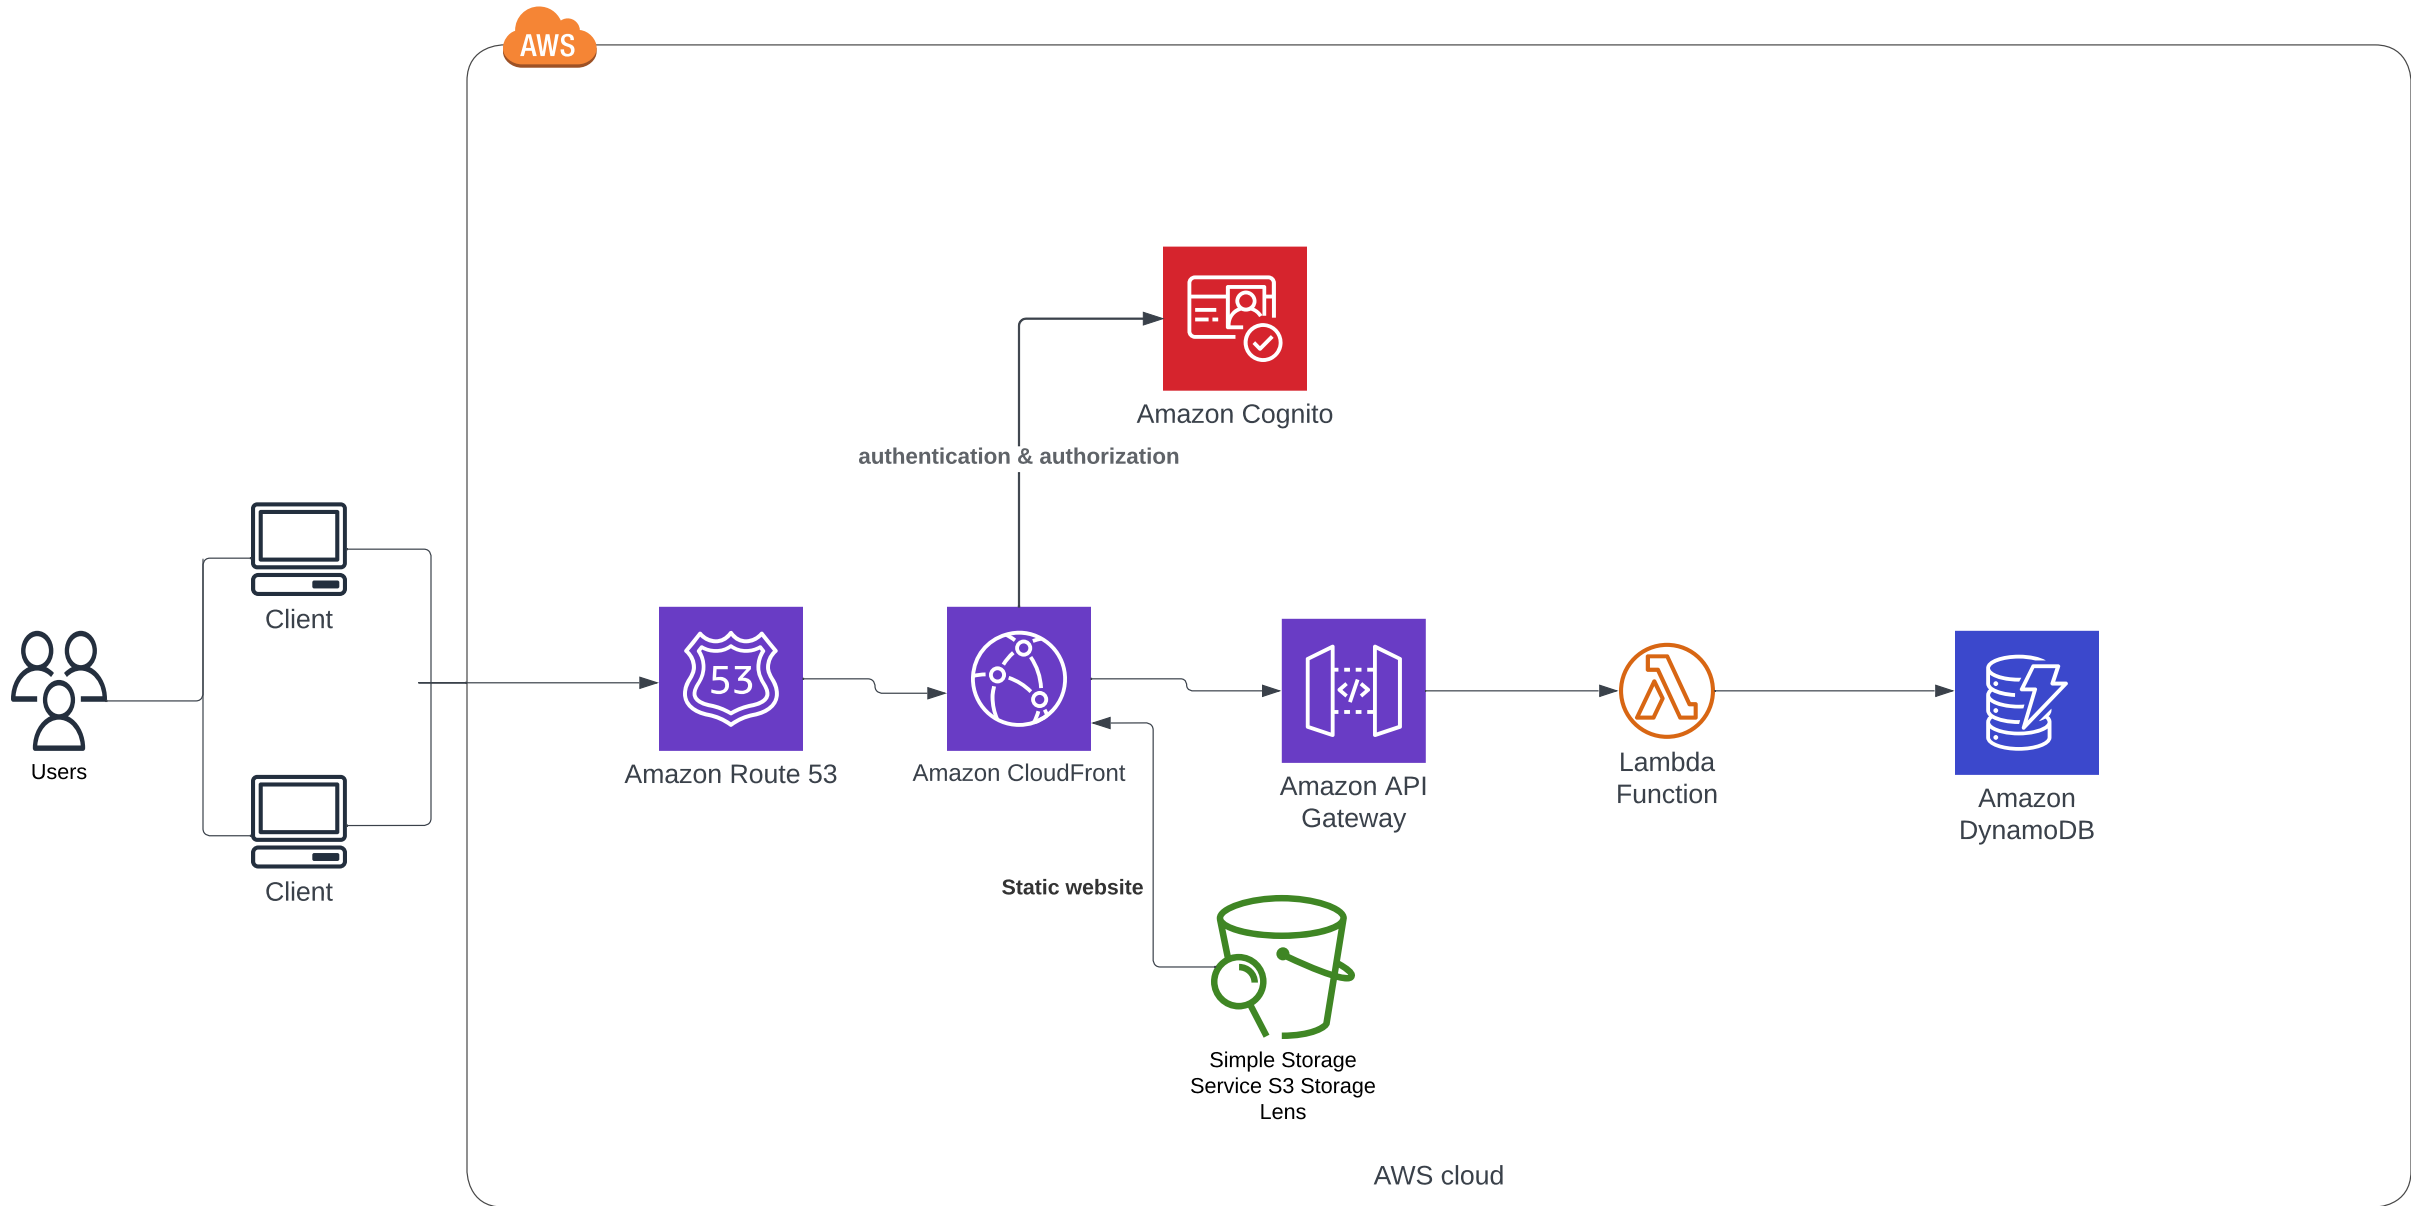 AWS
Amazon Cognito
authentication & authorization
Client
Users
Client
53
Amazon Route 53
Amazon CloudFront
Amazon API
Gateway
Lambda
Function
Amazon
DynamoDB
Static website
Simple Storage
Service S3 Storage
Lens
AWS cloud